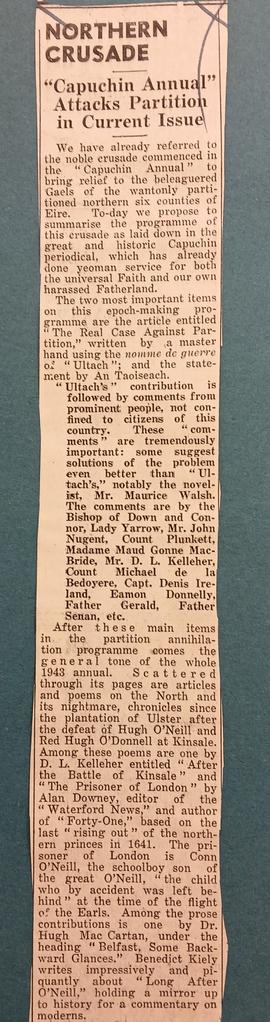 NORTHERN
CRUSADE
"Capuchin Annual"
Attacks Partition
in Current Issue
We have already referred to
the noble crusade commenced in
the "Capuchin Annual" to
bring relief to the beleaguered
Gaels of the wantonly parti-
tioned northern six counties of
Eire. To-day we propose to
summarise the programme of
this crusade as laid down in the
great and historic Capuchin
periodical, which has already
done yeoman service for both
the universal Faith and our own
harassed Fatherland.
The two most important items
on this epoch-making pro-
gramme are the article entitled
"The Real Case Against Par-
tition," written by a master
hand using the nomme de guerre
of "Ultach"; and the state-
ment by An Taoiseach.
"Ultach's" contribution is
followed by comments from
prominent people, not con-
fined to citizens of this
country. These "com-
ments" are tremendously
important: some suggest
solutions of the problem
even better than "Ul-
tach's," notably the novel-
ist, Mr. Maurice Walsh.
The comments are by the
Bishop of Down and Con-
nor, Lady Yarrow, Mr. John
Nugent, Count Plunkett,
Madame Maud Gonne Mac-
Bride, Mr. D. L. Kelleher,
Count Michael de la
Bedoyere, Capt. Denis Ire-
land, Eamon Donnelly,
Father Gerald, Father
Senan, etc.
After these main items
in the partition annihila-
tion programme comes the
general tone of the whole
1943 annual. Scattered
through its pages are articles
and poems on the North and
its nightmare, chronicles since
the plantation of Ulster after
the defeat of Hugh O'Neill and
Red Hugh O'Donnell at Kinsale.
Among these poems are one by
D. L. Kelleher entitled "After
the Battle of Kinsale" and
"The Prisoner of London" by
Alan Downey, editor of the
"Waterford News," and author
of "Forty-One," based on the
last "rising out" of the north-
ern princes in 1641. The pri-
soner of London is Conn
O'Neill, the schoolboy son of
the great O'Neill, "the child
who by accident was left be-
hind" at the time of the flight
of the Earls. Among the prose
contributions is one by Dr.
Hugh Mac Cartan, under the
heading "Belfast, Some Back-
ward Glances." Benedict Kiely
writes impressively and pi-
quantly about "Long After
O'Neill," holding a mirror up
to history for a commentary on
moderns.